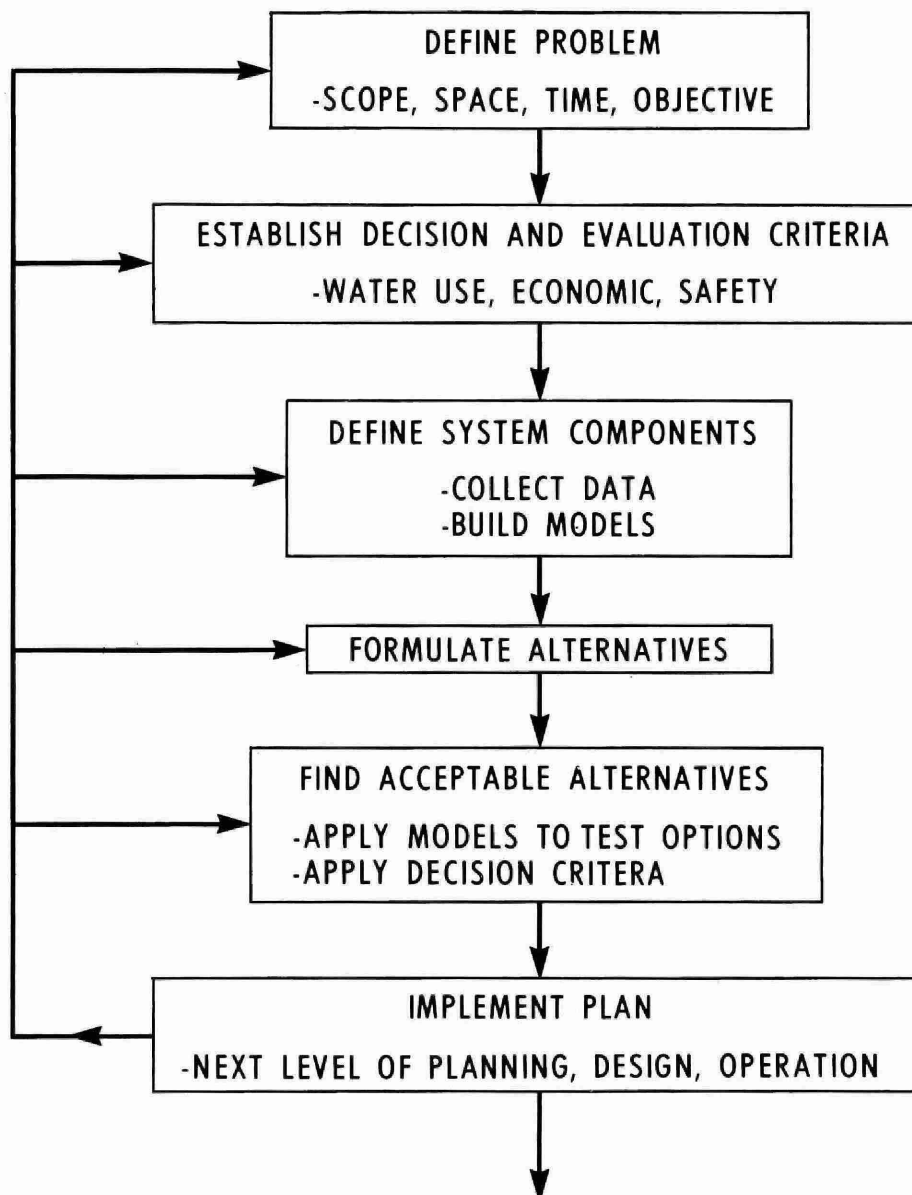 DEFINE PROBLEM
-SCOPE, SPACE, TIME, OBJECTIVE
ESTABLISH DECISION AND EVALUATION CRITERIA
-WATER USE, ECONOMIC, SAFETY
DEFINE SYSTEM COMPONENTS
-COLLECT DATA
-BUILD MODELS
FORMULATE ALTERNATIVES
FIND ACCEPTABLE ALTERNATIVES
-APPLY MODELS TO TEST OPTIONS
-APPLY DECISION CRITERA
IMPLEMENT PLAN
-NEXT LEVEL OF PLANNING, DESIGN, OPERATION